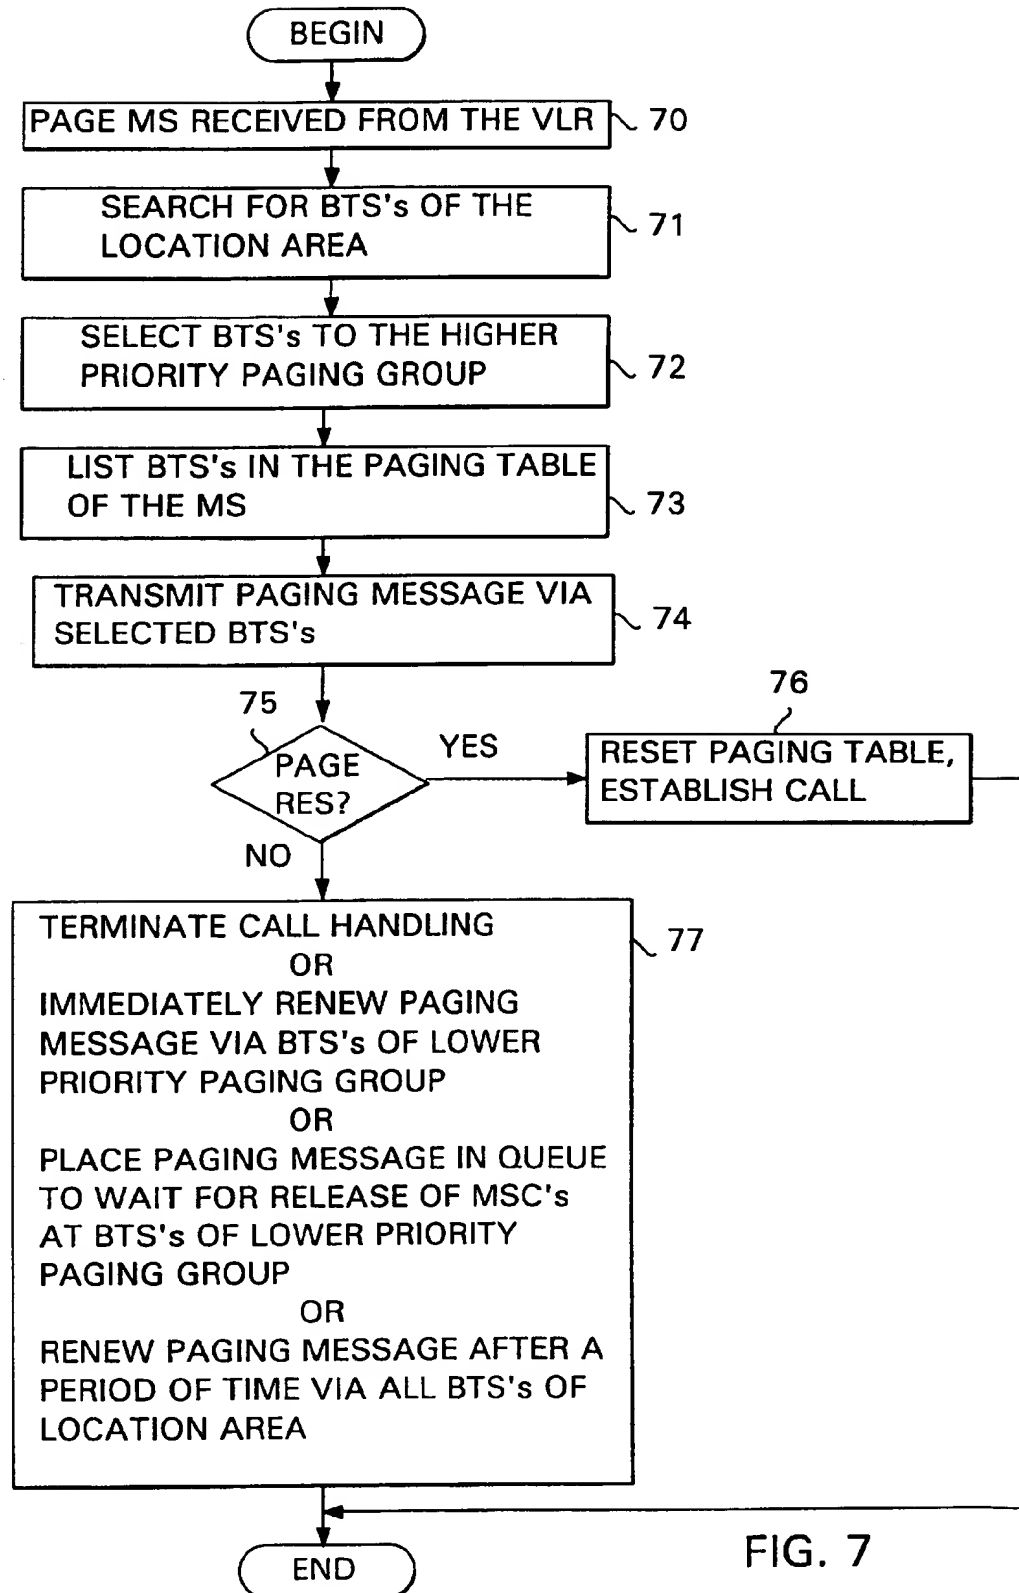 BEGIN
PAGE MS RECEIVED FROM THE VLR
70
SEARCH FOR BTS's OF THE
LOCATION AREA
71
SELECT BTS's TO THE HIGHER
PRIORITY PAGING GROUP
72
LIST BTS's IN THE PAGING TABLE
OF THE MS
73
TRANSMIT PAGING MESSAGE VIA
SELECTED BTS's
74
75
PAGE
RES?
YES
76
RESET PAGING TABLE,
ESTABLISH CALL
NO
TERMINATE CALL HANDLING
OR
IMMEDIATELY RENEW PAGING
MESSAGE VIA BTS's OF LOWER
PRIORITY PAGING GROUP
OR
PLACE PAGING MESSAGE IN QUEUE
TO WAIT FOR RELEASE OF MSC's
AT BTS's OF LOWER PRIORITY
PAGING GROUP
OR
RENEW PAGING MESSAGE AFTER A
PERIOD OF TIME VIA ALL BTS's OF
LOCATION AREA
77
END
FIG. 7